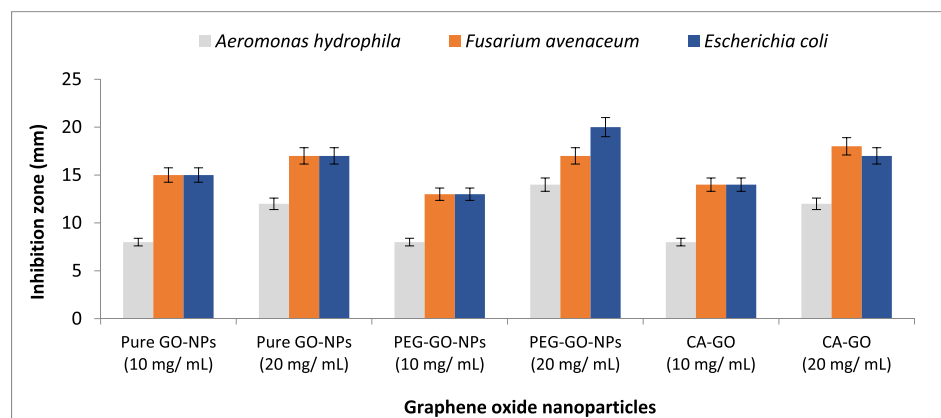 Aeromonas hydrophila Fusarium avenaceum Escherichia coli
Inhibition zone (mm)
25
20
15
10
5
0
Pure GO-NPs (10 mg/ mL)
Pure GO-NPs (20 mg/ mL)
PEG-GO-NPs (10 mg/ mL)
PEG-GO-NPs (20 mg/ mL)
CA-GO (10 mg/ mL)
CA-GO (20 mg/ mL)
Graphene oxide nanoparticles